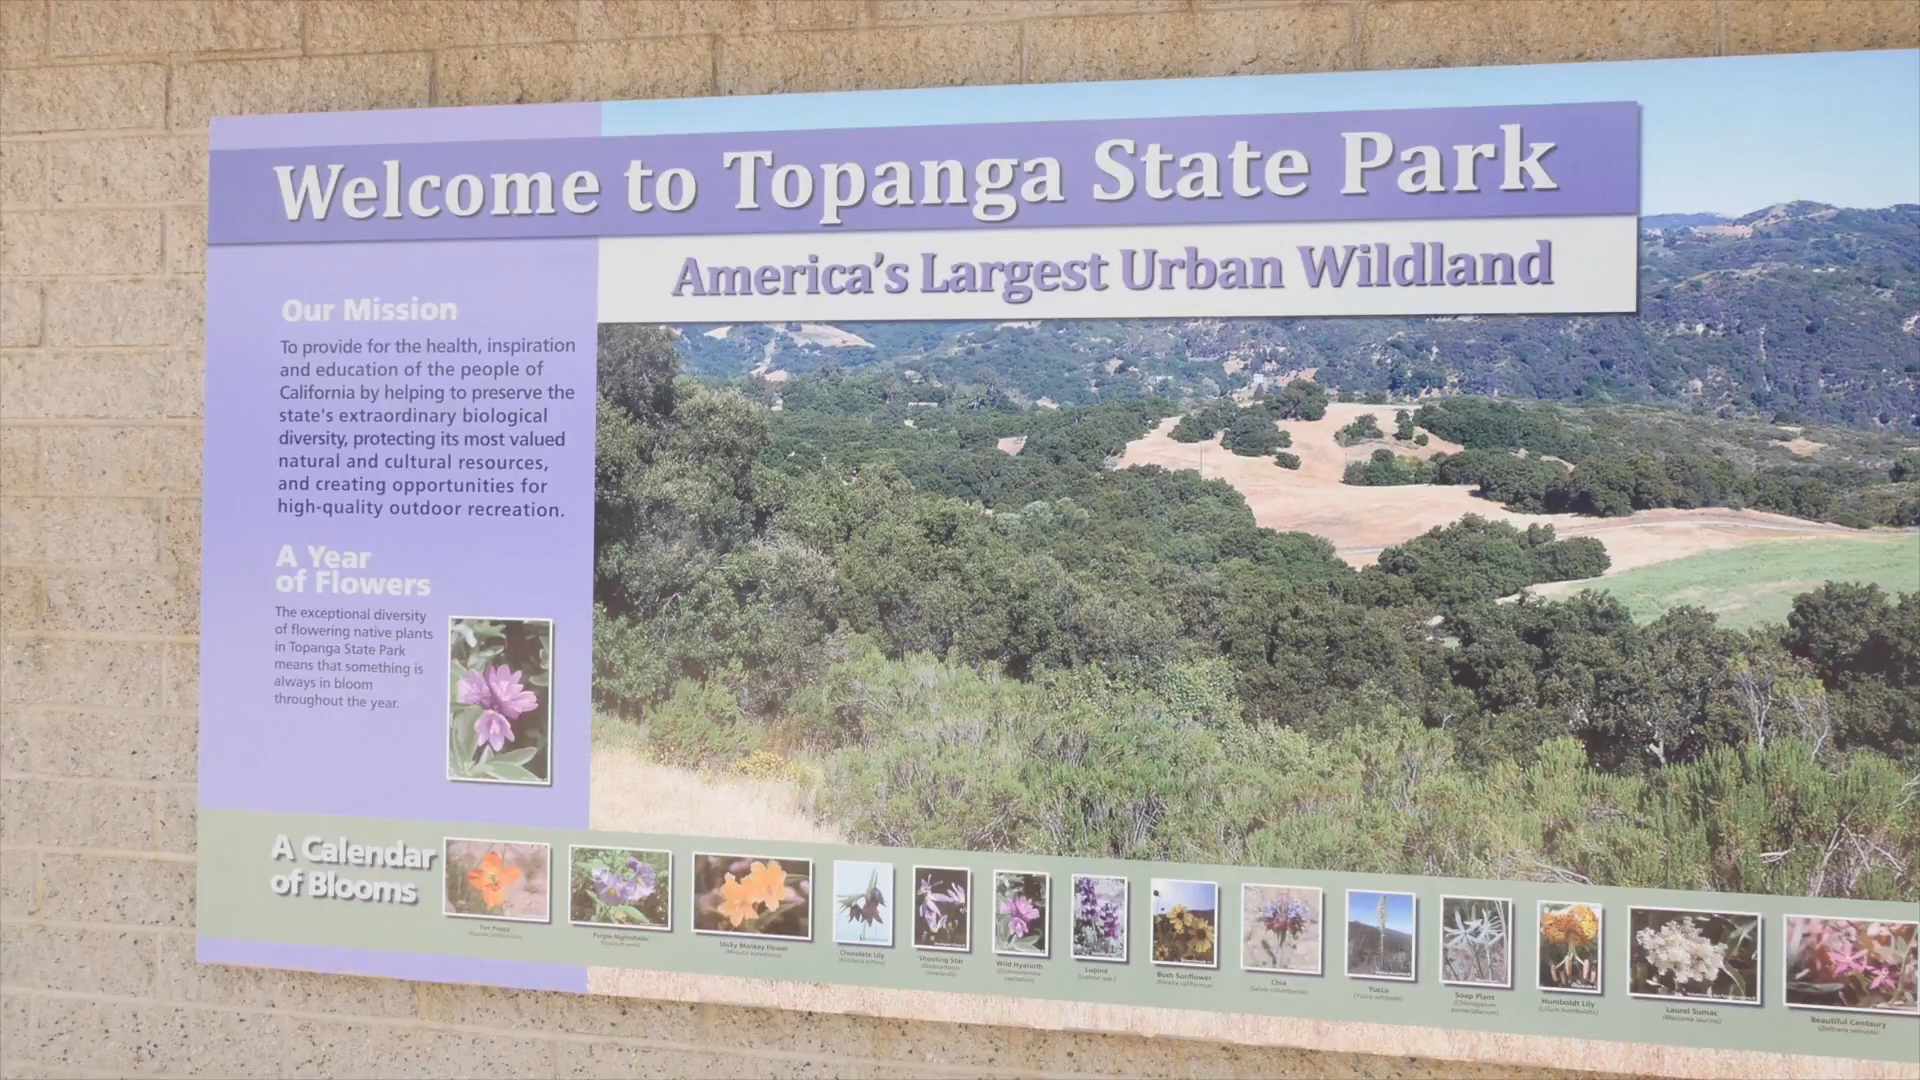 Welcome to Topanga State Park
America's Largest Urban Wildland
Our Mission
To provide for the health, inspiration
and education of the people of
California by helping to preserve the
state's extraordinary biological
diversity, protecting its most valued
natural and cultural resources,
and creating opportunities for
high-quality outdoor recreation.
A Year
of Flowers
The exceptional diversity
of flowering native plants
in Topanga State Park
means that something is
always in bloom
throughout the year.
A Calendar
of Blooms
Fire Poppy
Purple Nightshade
Sticky Monkey Flower
Chocolate Lily
Shooting Star
Wild Hyacinth
Lupine
Bush Sunflower
Chia
Yucca
Soap Plant
Humboldt Lily
Laurel Sumac
Beautiful Centaury